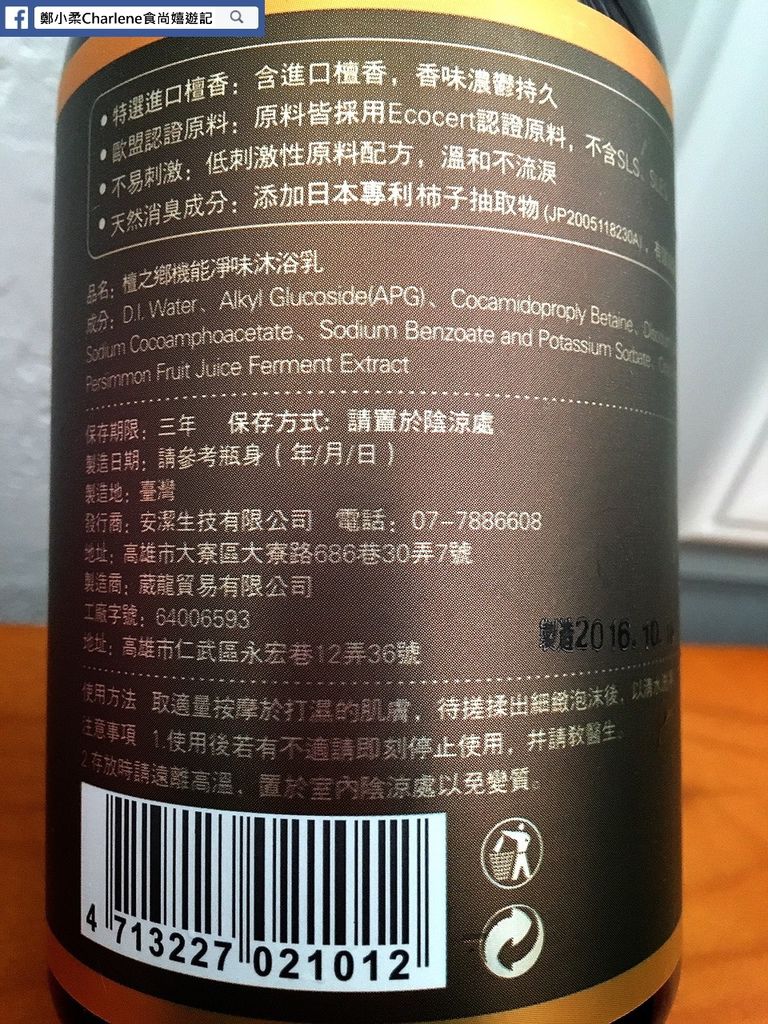 鄭小柔Charlene食尚嬉遊記
• 特選進口檀香：含進口檀香，香味濃鬱持久
• 歐盟認證原料：原料皆採用Ecocert認證原料，不含SLS、
• 不易刺激：低刺激性原料配方，溫和不流淚
• 天然消臭成分：添加日本專利柿子抽取物(JP2005118230A)，
品名：檀之鄉機能淨味沐浴乳
成分：D.I. Water、Alkyl Glucoside(APG)、Cocamidoproply Betaine、
Sodium Cocoamphoacetate、Sodium Benzoate and Potassium Sorbate、
Persimmon Fruit Juice Ferment Extract
保存期限：三年 保存方式：請置於陰涼處
製造日期：請參考瓶身（年/月/日）
製造地：臺灣
發行商：安潔生技有限公司 電話：07-7886608
地址：高雄市大寮區大寮路686巷30弄7號
製造商：葳龍貿易有限公司
工廠字號：64006593
地址：高雄市仁武區永宏巷12弄36號
製造2016.10.
使用方法 取適量按摩於打濕的肌膚，待搓揉出細緻泡沫後，以清水
注意事項 1.使用後若有不適請即刻停止使用，并請教醫生。
2.存放時請遠離高溫，置於室內陰涼處以免變質。
4 713227 021012